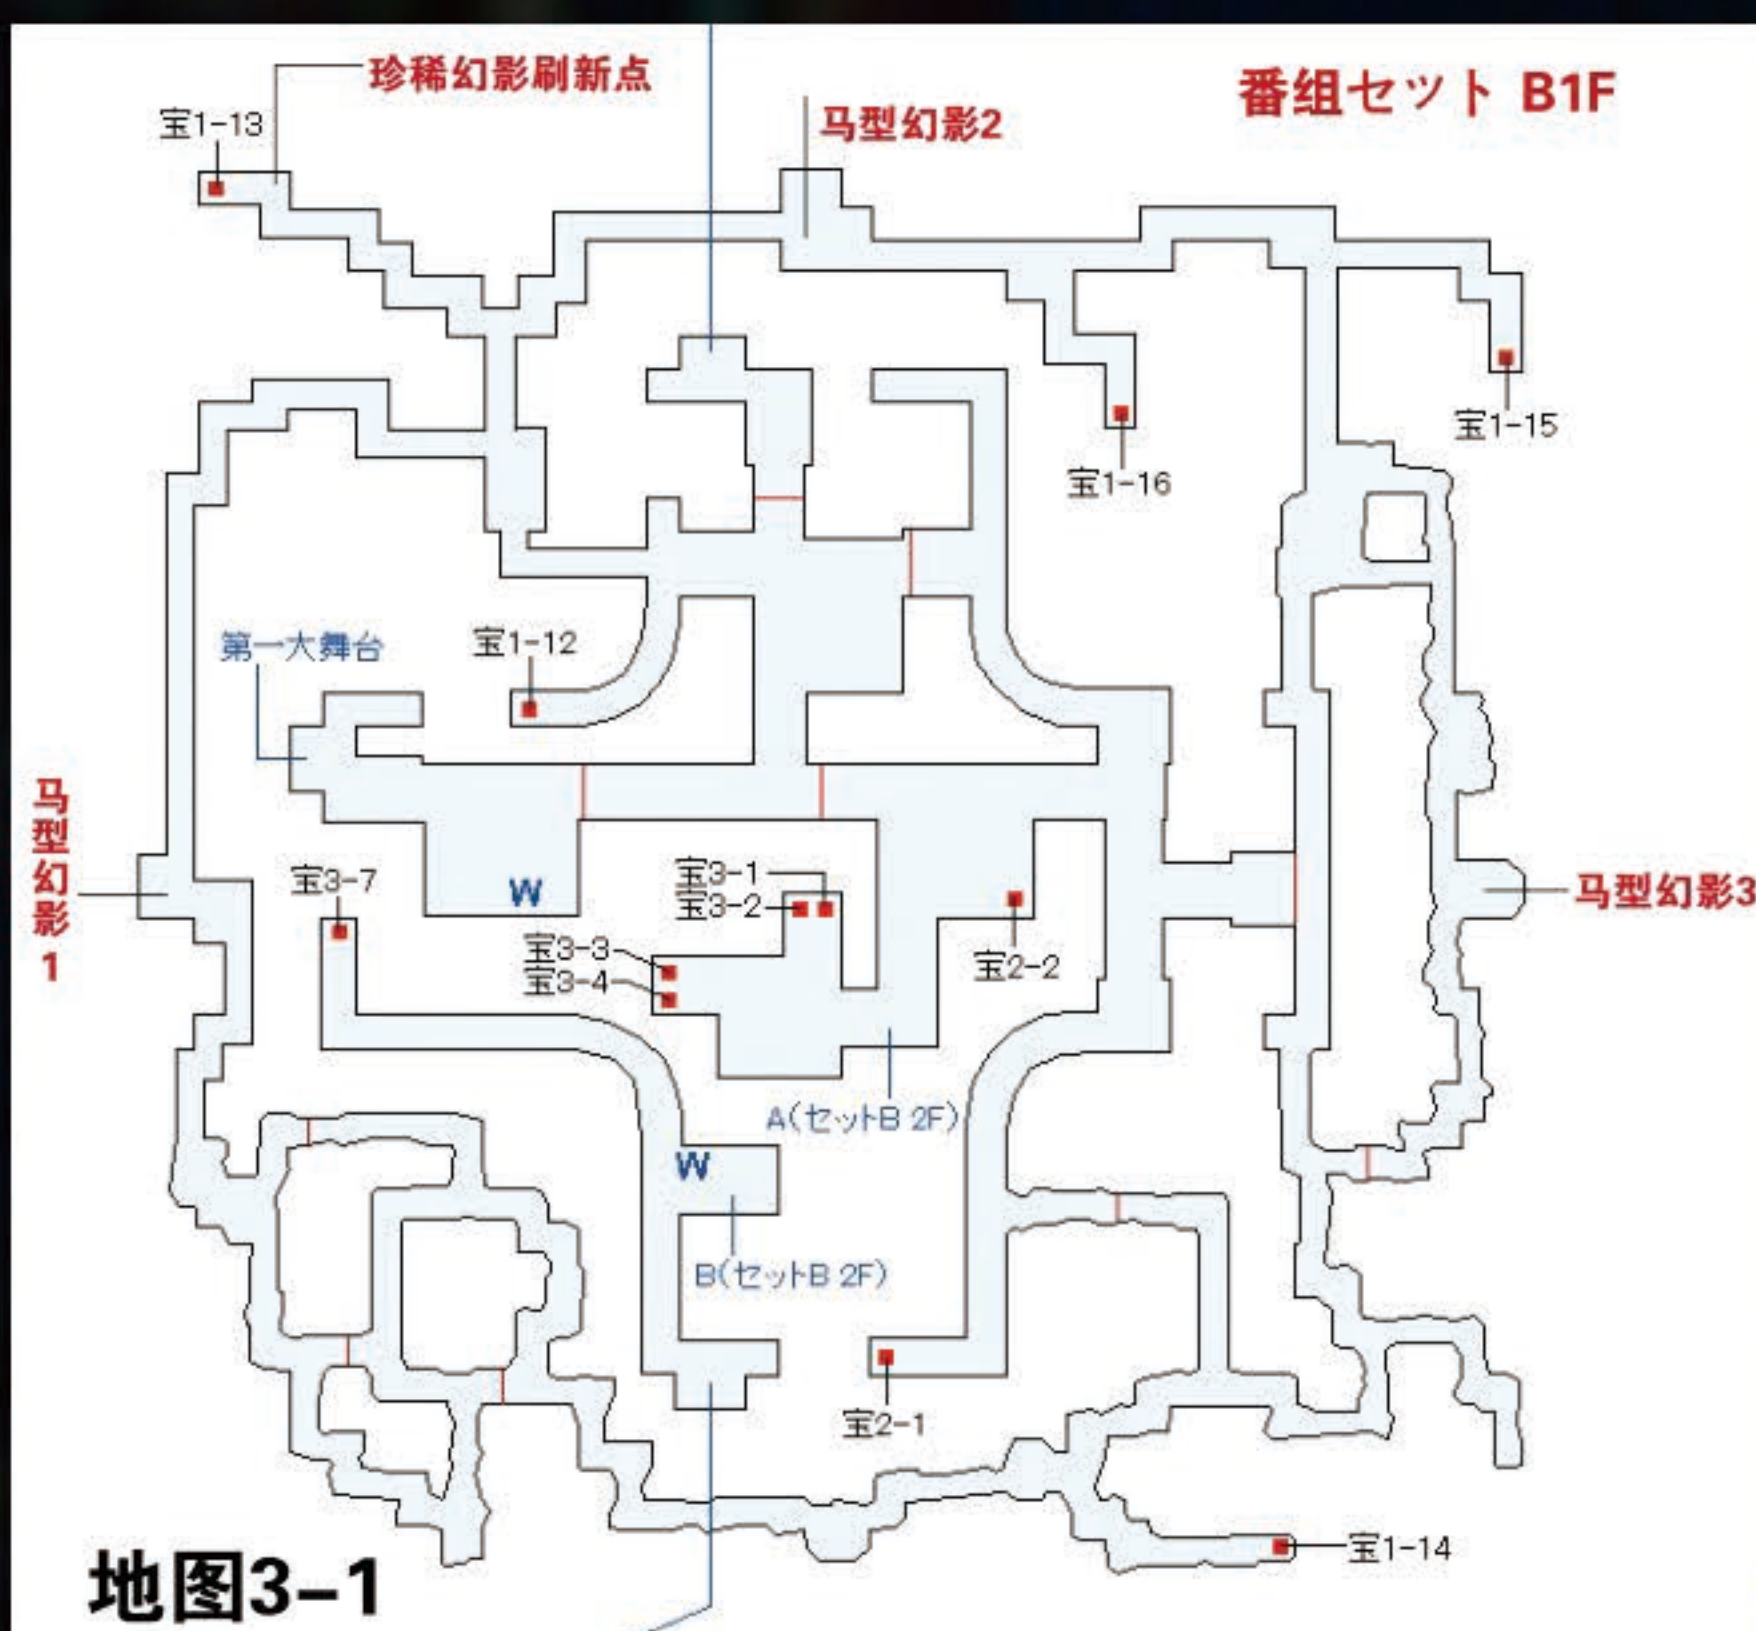 珍稀幻影刷新点
番组セット B1F
宝1-13
马型幻影2
宝1-15
宝1-16
第一大舞台
宝1-12
马型幻影1
宝3-7
W
宝3-1
宝3-2
马型幻影3
宝3-3
宝3-4
宝2-2
A(セットB 2F)
W
B(セットB 2F)
宝2-1
宝1-14
地图3-1